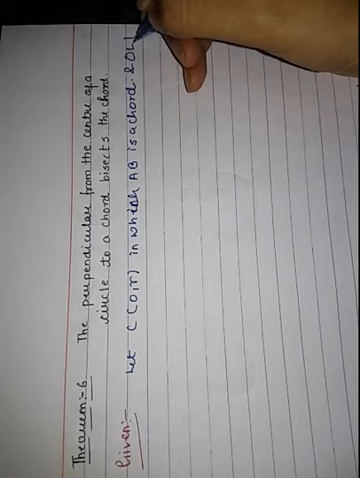 Theorem:- 6 The perpendicular from the centre of a
circle to a chord bisects the chord.
Given:- Let C(O,r) in which AB is a chord. & OL